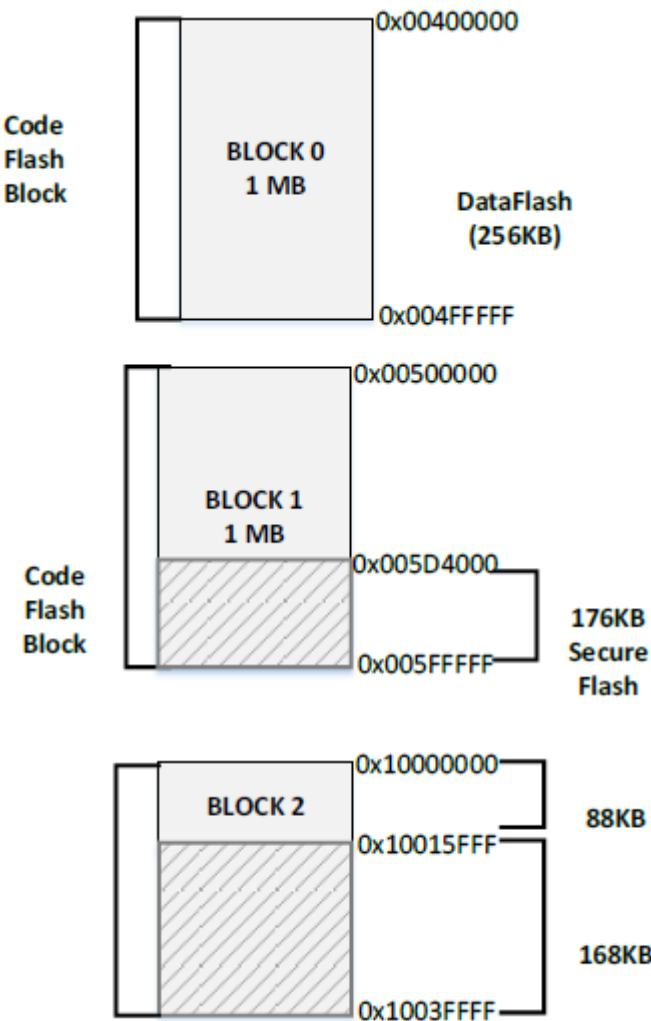 0x00400000
Code
Flash
Block
BLOCK 0
1 MB
DataFlash
(256KB)
0x004FFFFF
0x00500000
BLOCK 1
1 MB
0x005D4000
Code
Flash
Block
176KB
Secure
Flash
0x005FFFFF
0x10000000
BLOCK 2
88KB
0x10015FFF
168KB
0x1003FFFF